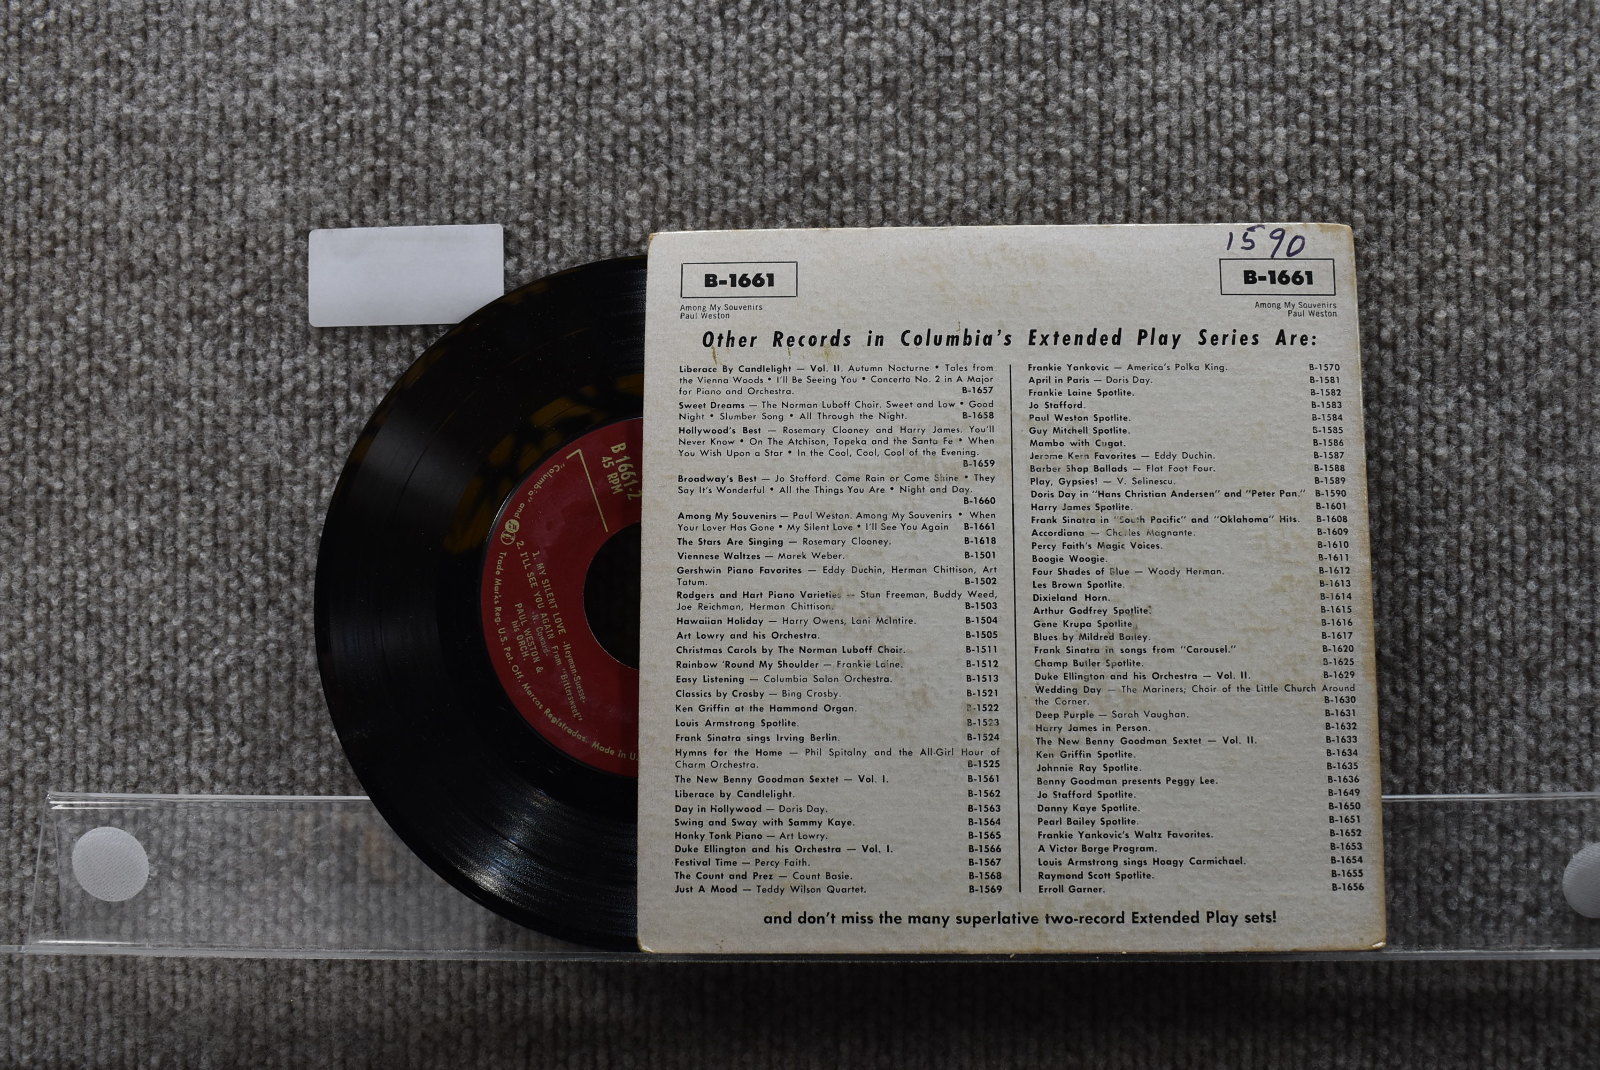 1590
B-1661
Among My Souvenirs
Paul Weston
B-1661
Among My Souvenirs
Paul Weston
Other Records in Columbia's Extended Play Series Are:
Liberace By Candlelight — Vol. II. Autumn Nocturne • Tales from
the Vienna Woods • I'll Be Seeing You • Concerto No. 2 in A Major
for Piano and Orchestra. B-1657
Sweet Dreams — The Norman Luboff Choir. Sweet and Low • Good
Night • Slumber Song • All Through the Night. B-1658
Hollywood's Best — Rosemary Clooney and Harry James. You'll
Never Know • On The Atchison, Topeka and the Santa Fe • When
You Wish Upon a Star • In the Cool, Cool, Cool of the Evening.
B-1659
Broadway's Best — Jo Stafford. Come Rain or Come Shine • They
Say It's Wonderful • All the Things You Are • Night and Day.
B-1660
Among My Souvenirs — Paul Weston. Among My Souvenirs • When
Your Lover Has Gone • My Silent Love • I'll See You Again B-1661
The Stars Are Singing — Rosemary Clooney. B-1618
Viennese Waltzes — Marek Weber. B-1501
Gershwin Piano Favorites — Eddy Duchin, Herman Chittison, Art
Tatum. B-1502
Rodgers and Hart Piano Varieties — Stan Freeman, Buddy Weed,
Joe Reichman, Herman Chittison. B-1503
Hawaiian Holiday — Harry Owens, Lani McIntire. B-1504
Art Lowry and his Orchestra. B-1505
Christmas Carols by The Norman Luboff Choir. B-1511
Rainbow 'Round My Shoulder — Frankie Laine. B-1512
Easy Listening — Columbia Salon Orchestra. B-1513
Classics by Crosby — Bing Crosby. B-1521
Ken Griffin at the Hammond Organ. B-1522
Louis Armstrong Spotlite. B-1523
Frank Sinatra sings Irving Berlin. B-1524
Hymns for the Home — Phil Spitalny and the All-Girl Hour of
Charm Orchestra. B-1525
The New Benny Goodman Sextet — Vol. I. B-1561
Liberace by Candlelight. B-1562
Day in Hollywood — Doris Day. B-1563
Swing and Sway with Sammy Kaye. B-1564
Honky Tonk Piano — Art Lowry. B-1565
Duke Ellington and his Orchestra — Vol. I. B-1566
Festival Time — Percy Faith. B-1567
The Count and Prez — Count Basie. B-1568
Just A Mood — Teddy Wilson Quartet. B-1569
Frankie Yankovic — America's Polka King. B-1570
April in Paris — Doris Day. B-1581
Frankie Laine Spotlite. B-1582
Jo Stafford. B-1583
Paul Weston Spotlite. B-1584
Guy Mitchell Spotlite. B-1585
Mambo with Cugat. B-1586
Jerome Kern Favorites — Eddy Duchin. B-1587
Barber Shop Ballads — Flat Foot Four. B-1588
Play, Gypsies! — V. Selinescu. B-1589
Doris Day in "Hans Christian Andersen" and "Peter Pan." B-1590
Harry James Spotlite. B-1601
Frank Sinatra in "South Pacific" and "Oklahoma" Hits. B-1608
Accordiana — Charles Magnante. B-1609
Percy Faith's Magic Voices. B-1610
Boogie Woogie. B-1611
Four Shades of Blue — Woody Herman. B-1612
Les Brown Spotlite. B-1613
Dixieland Horn. B-1614
Arthur Godfrey Spotlite. B-1615
Gene Krupa Spotlite. B-1616
Blues by Mildred Bailey. B-1617
Frank Sinatra in songs from "Carousel." B-1620
Champ Butler Spotlite. B-1625
Duke Ellington and his Orchestra — Vol. II. B-1629
Wedding Day — The Mariners; Choir of the Little Church Around
the Corner. B-1630
Deep Purple — Sarah Vaughan. B-1631
Harry James in Person. B-1632
The New Benny Goodman Sextet — Vol. II. B-1633
Ken Griffin Spotlite. B-1634
Johnnie Ray Spotlite. B-1635
Benny Goodman presents Peggy Lee. B-1636
Jo Stafford Spotlite. B-1649
Danny Kaye Spotlite. B-1650
Pearl Bailey Spotlite. B-1651
Frankie Yankovic's Waltz Favorites. B-1652
A Victor Borge Program. B-1653
Louis Armstrong sings Hoagy Carmichael. B-1654
Raymond Scott Spotlite. B-1655
Erroll Garner. B-1656
and don't miss the many superlative two-record Extended Play sets!
B 1661-2
45 RPM
1. MY SILENT LOVE -Heyman-Suesse-
2. I'LL SEE YOU AGAIN From "Bittersweet"
-N. Coward-
PAUL WESTON &
his ORCH.
"Columbia" and Trade Marks Reg. U.S. Pat. Off. Marcas Registradas. Made in U.